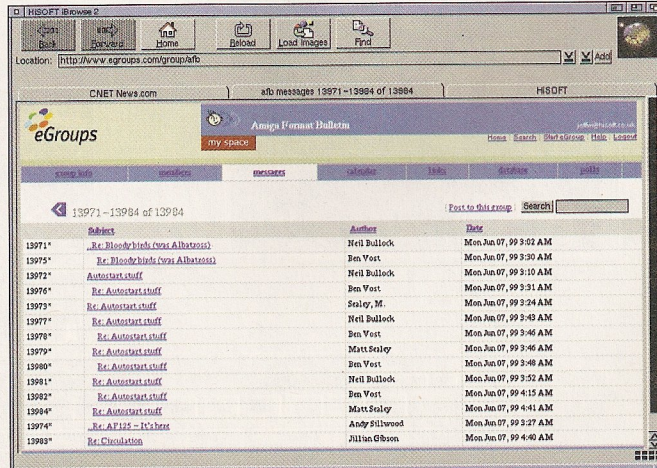 HiSOFT iBrowse 2
Back Forward Home Reload Load Images Find
Location: http://www.egroups.com/group/afb Add
CNET News.com afb messages 13971-13984 of 13984 HiSOFT
eGroups
Amiga Format Bulletin
my space
Home Search Start eGroup Help Logout
group info members messages calendar links database polls
13971-13984 of 13984 Post to this group Search
Subject Author Date
13971* ..Re: Bloody birds (was Albatross) Neil Bullock Mon Jun 07, 99 3:02 AM
13975* Re: Bloody birds (was Albatross) Ben Vost Mon Jun 07, 99 3:30 AM
13972* Autostart stuff Neil Bullock Mon Jun 07, 99 3:10 AM
13976* Re: Autostart stuff Ben Vost Mon Jun 07, 99 3:31 AM
13973* Re: Autostart stuff Sealey, M. Mon Jun 07, 99 3:24 AM
13977* Re: Autostart stuff Neil Bullock Mon Jun 07, 99 3:43 AM
13978* Re: Autostart stuff Ben Vost Mon Jun 07, 99 3:46 AM
13979* Re: Autostart stuff Matt Sealey Mon Jun 07, 99 3:46 AM
13980* Re: Autostart stuff Ben Vost Mon Jun 07, 99 3:48 AM
13981* Re: Autostart stuff Neil Bullock Mon Jun 07, 99 3:52 AM
13982* Re: Autostart stuff Ben Vost Mon Jun 07, 99 4:15 AM
13984* Re: Autostart stuff Matt Sealey Mon Jun 07, 99 4:41 AM
13974* ..Re: AF125 - It's here Andy Stillwood Mon Jun 07, 99 3:27 AM
13983* Re: Circulation Jillian Gibson Mon Jun 07, 99 4:40 AM